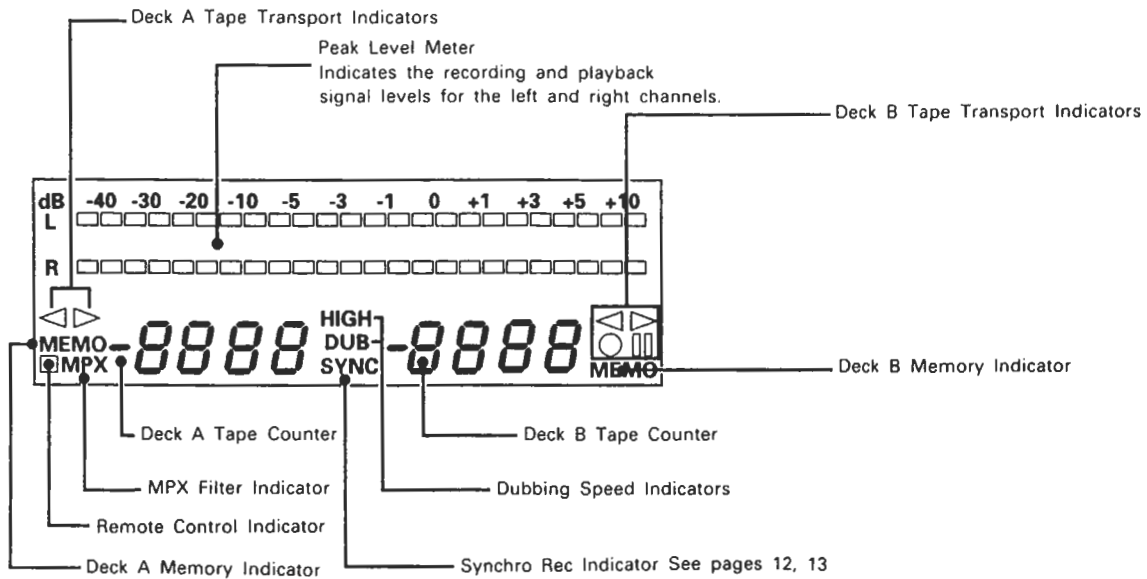 Deck A Tape Transport Indicators
Peak Level Meter
Indicates the recording and playback
signal levels for the left and right channels.
Deck B Tape Transport Indicators
dB -40 -30 -20 -10 -5 -3 -1 0 +1 +3 +5 +10
L
R
MEMO
MPX
-8888
HIGH
DUB
SYNC
-8888
MEMO
Deck B Memory Indicator
Deck A Tape Counter
Deck B Tape Counter
MPX Filter Indicator
Dubbing Speed Indicators
Remote Control Indicator
Deck A Memory Indicator
Synchro Rec Indicator See pages 12, 13